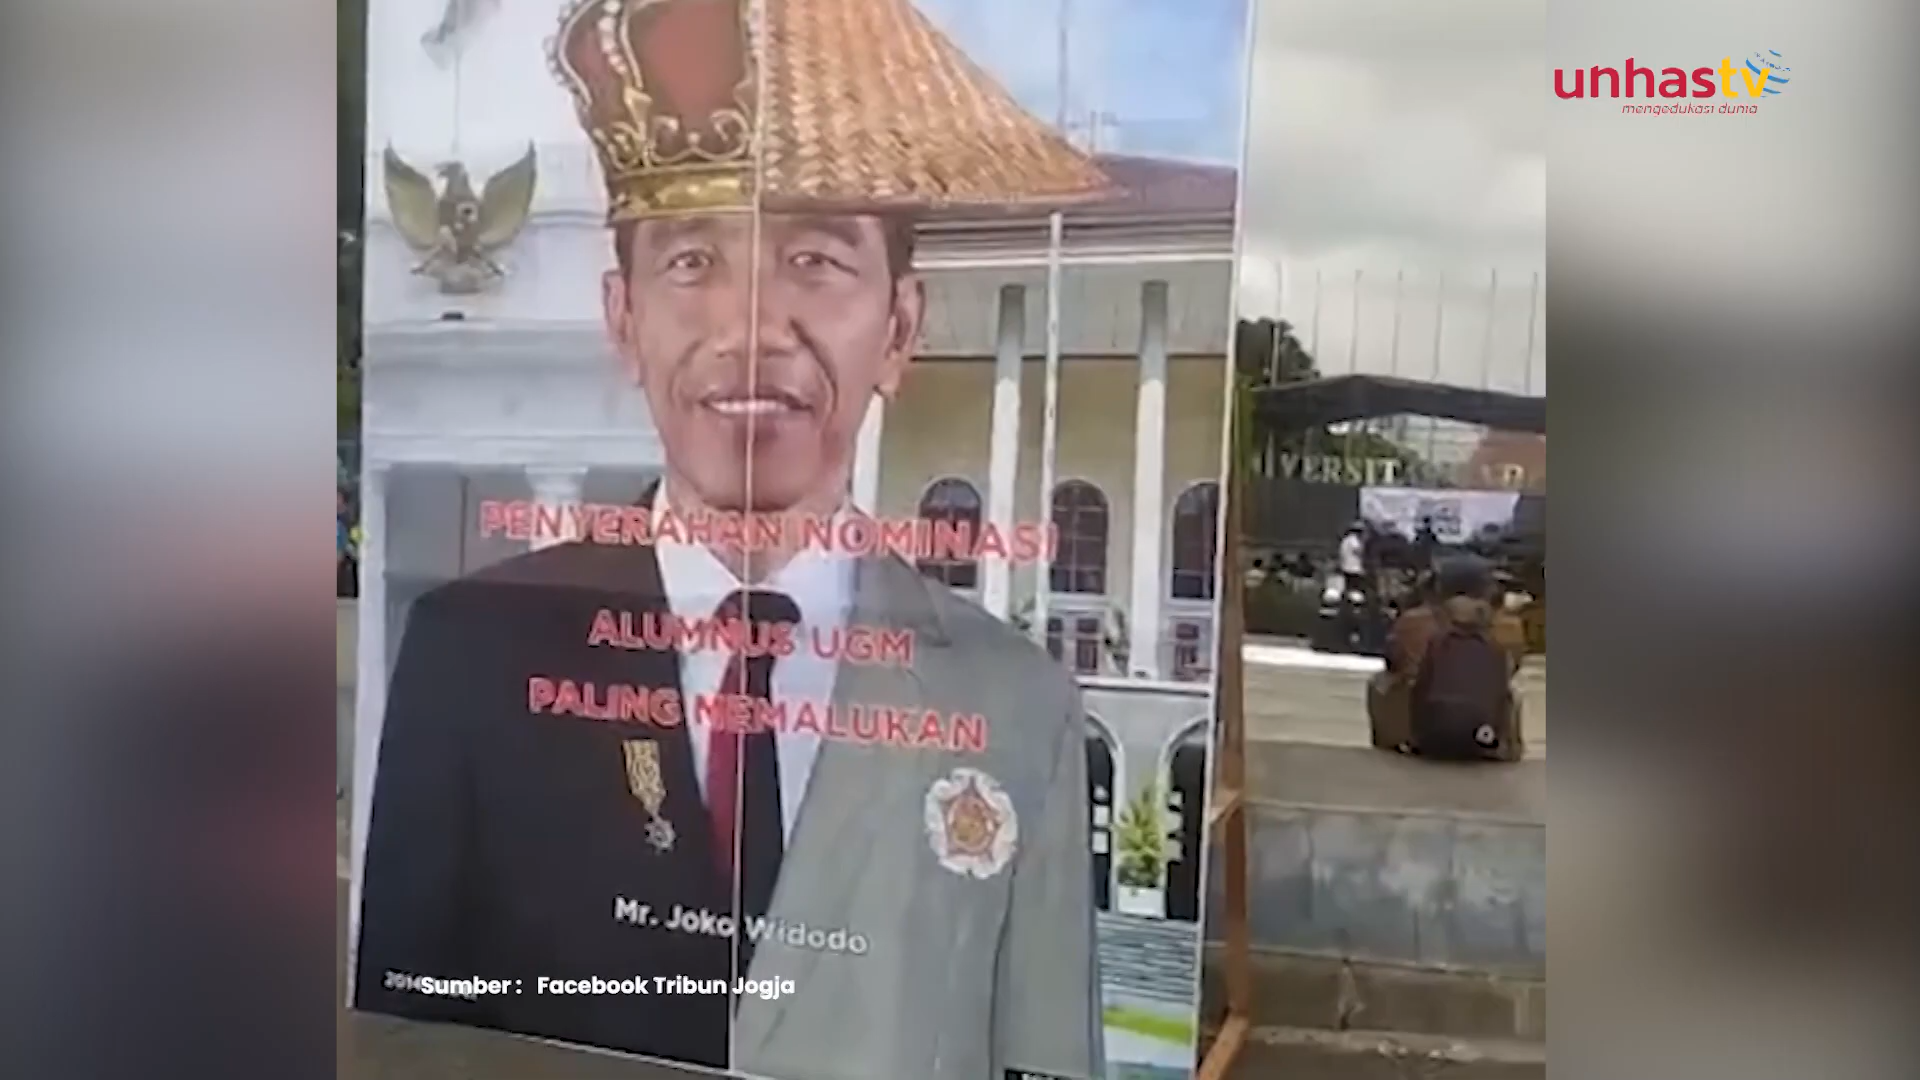 unhastv
mengedukasi dunia
PENYERAHAN NOMINASI
ALUMNUS UGM
PALING MEMALUKAN
Mr. Joko Widodo
Sumber : Facebook Tribun Jogja